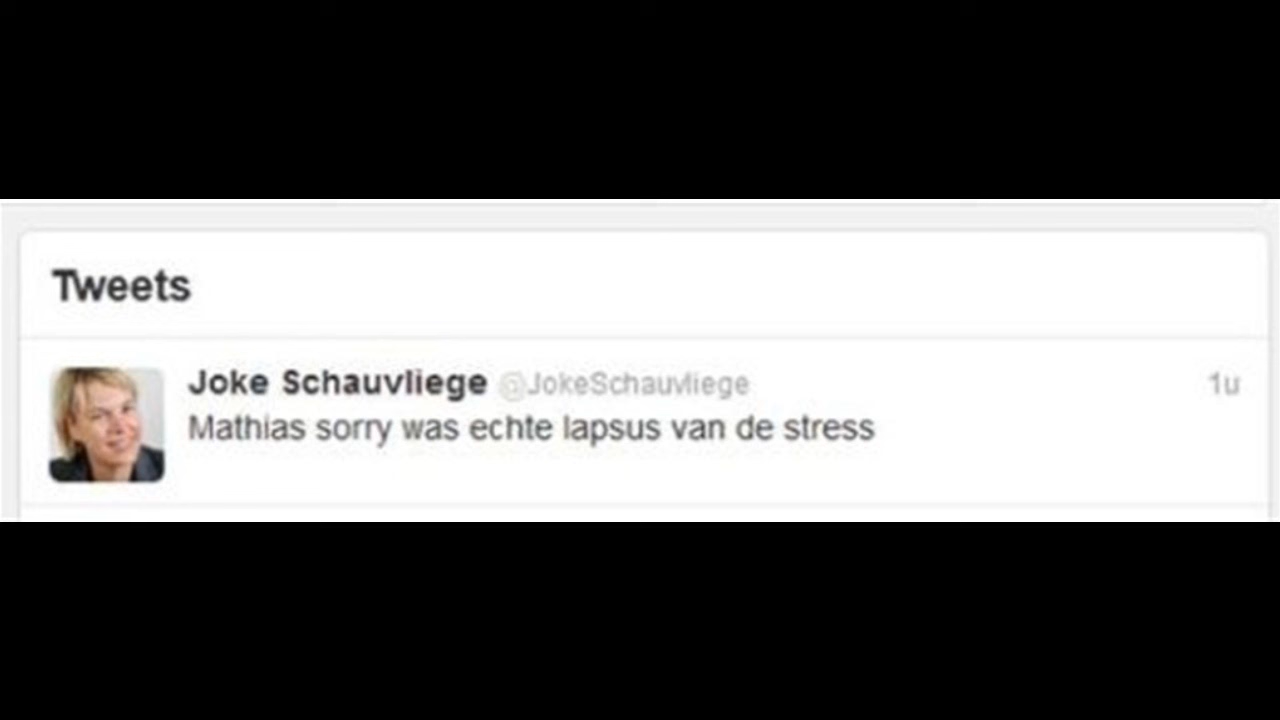 Tweets
Joke Schauvliege @JokeSchauvliege 1u
Mathias sorry was echte lapsus van de stress